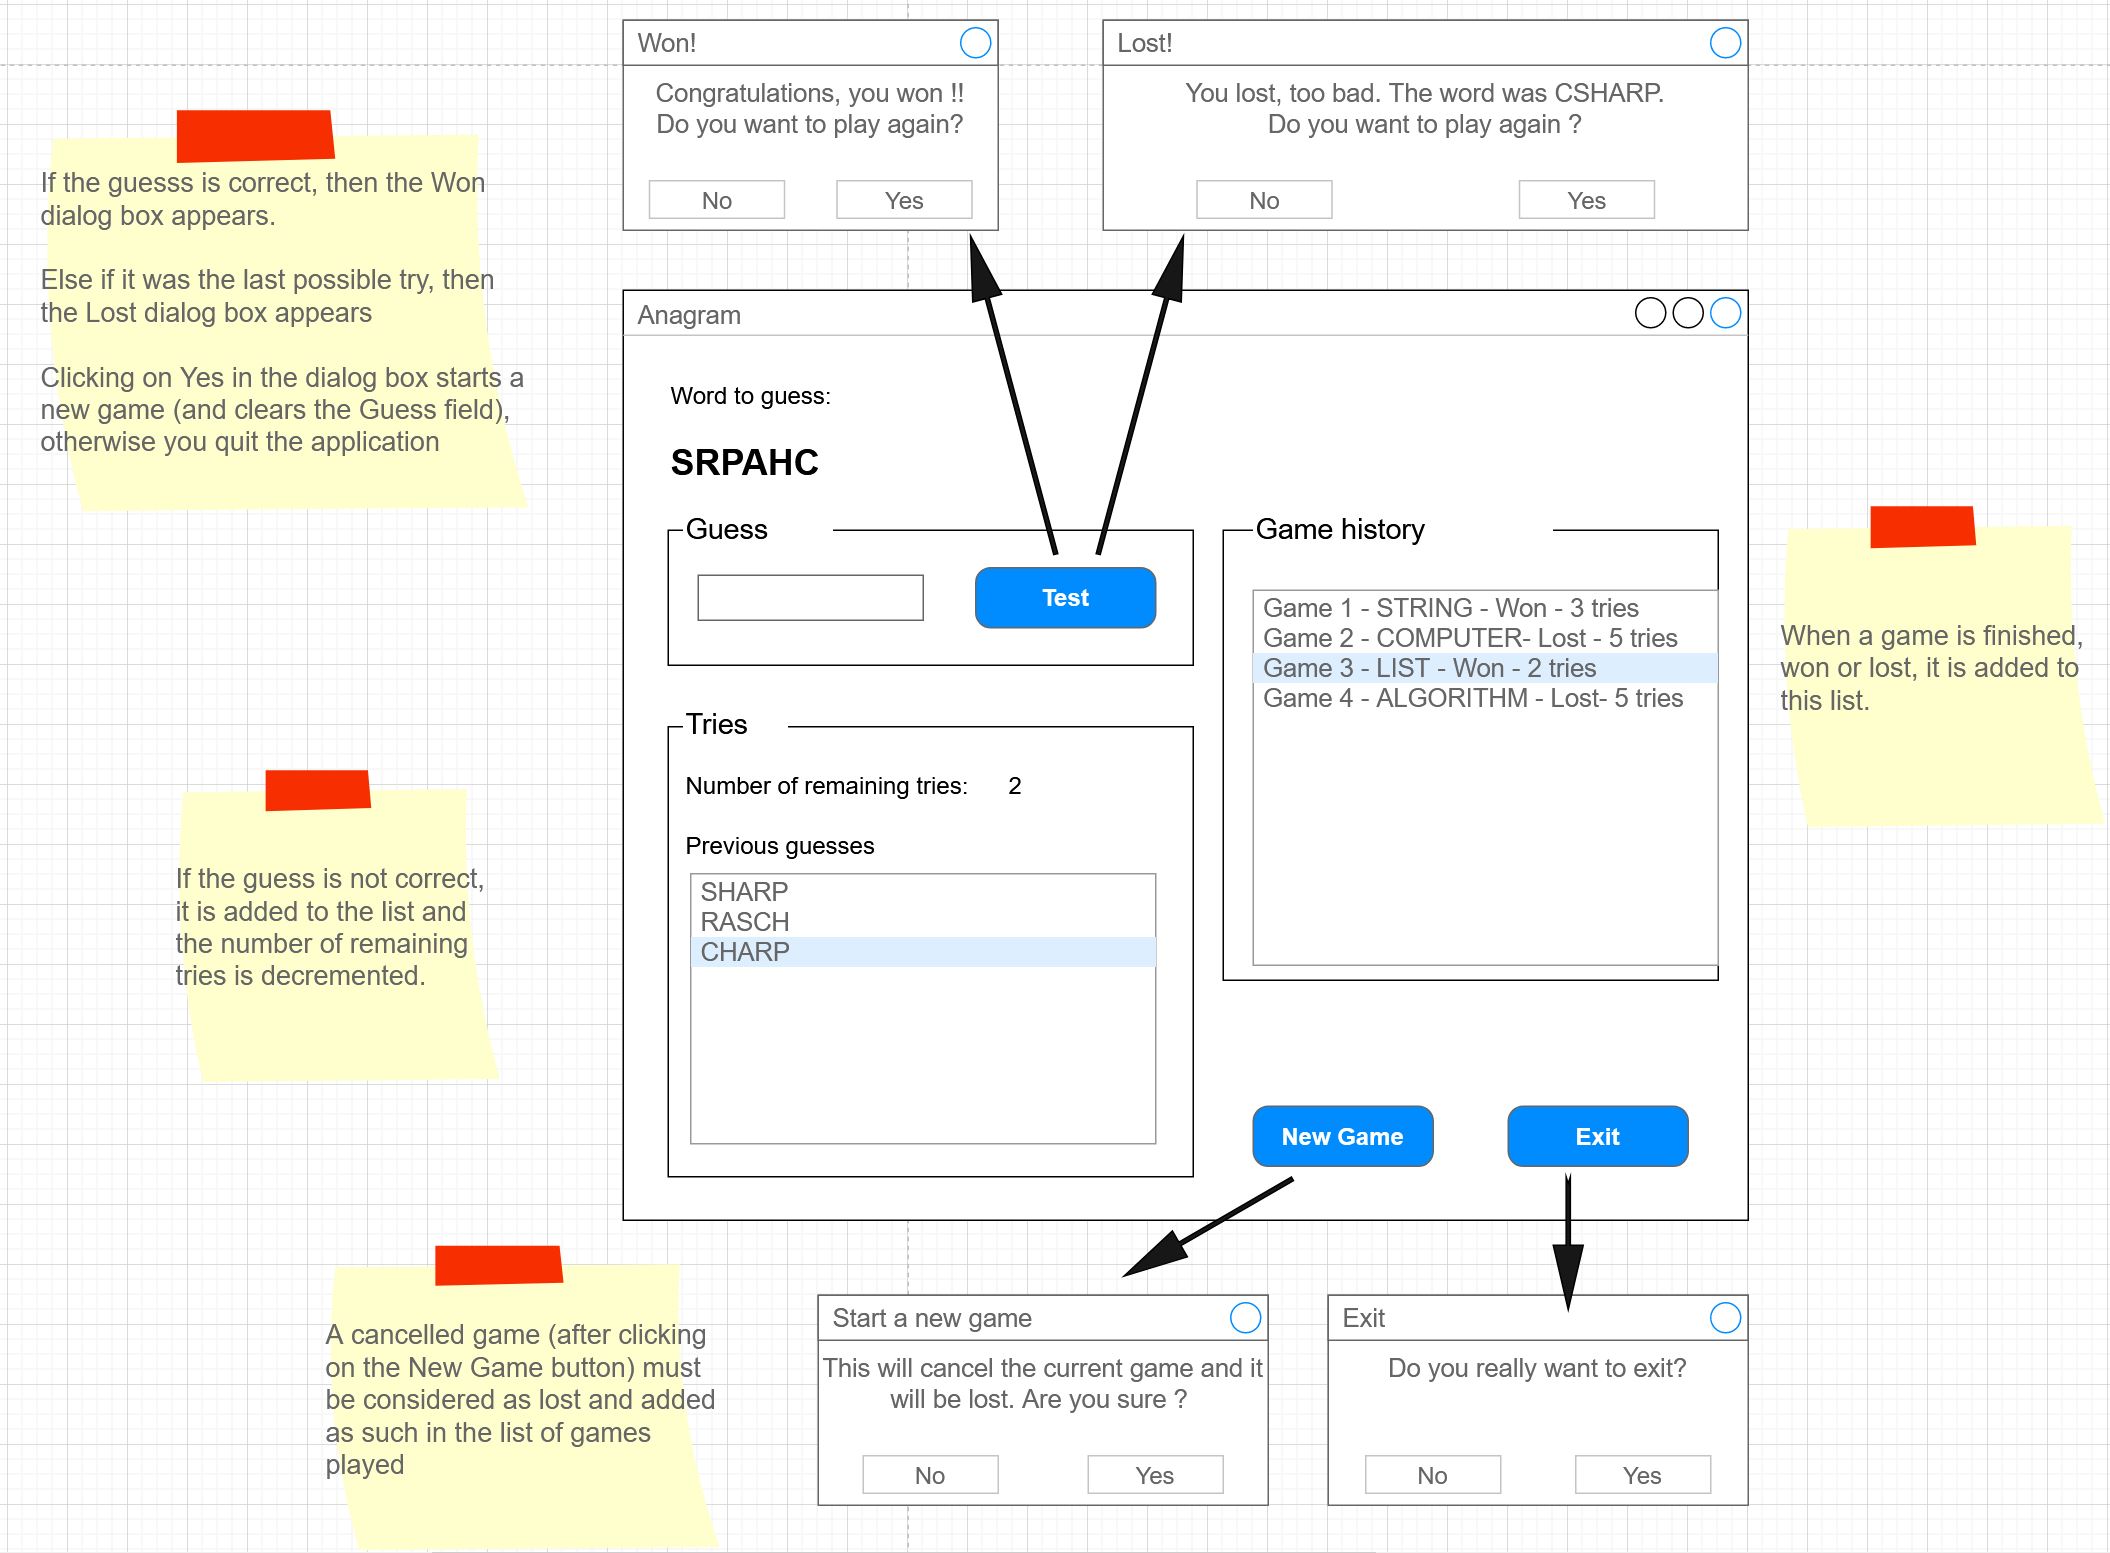 Won!
Congratulations, you won !!
Do you want to play again?
No
Yes
Lost!
You lost, too bad. The word was CSHARP.
Do you want to play again ?
No
Yes
If the guesss is correct, then the Won
dialog box appears.
Else if it was the last possible try, then
the Lost dialog box appears
Clicking on Yes in the dialog box starts a
new game (and clears the Guess field),
otherwise you quit the application
Anagram
Word to guess:
SRPAHC
Guess
Test
Game history
Game 1 - STRING - Won - 3 tries
Game 2 - COMPUTER- Lost - 5 tries
Game 3 - LIST - Won - 2 tries
Game 4 - ALGORITHM - Lost- 5 tries
When a game is finished,
won or lost, it is added to
this list.
Tries
Number of remaining tries: 2
Previous guesses
SHARP
RASCH
CHARP
If the guess is not correct,
it is added to the list and
the number of remaining
tries is decremented.
New Game
Exit
A cancelled game (after clicking
on the New Game button) must
be considered as lost and added
as such in the list of games
played
Start a new game
This will cancel the current game and it
will be lost. Are you sure ?
No
Yes
Exit
Do you really want to exit?
No
Yes